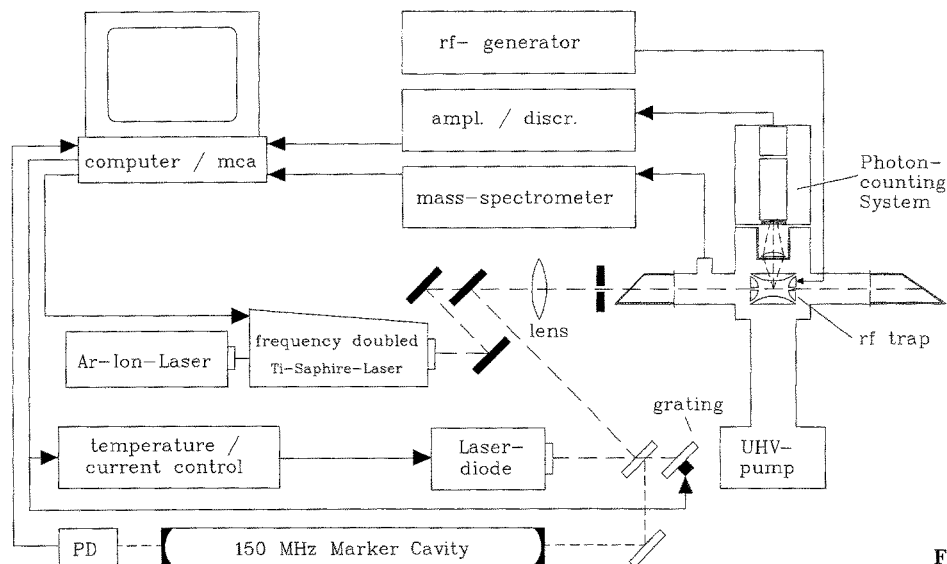 rf- generator
ampl. / discr.
computer / mca
mass-spectrometer
Photon-
counting
System
lens
rf trap
Ar-Ion-Laser
frequency doubled
Ti-Saphire-Laser
grating
temperature /
current control
Laser-
diode
UHV-
pump
PD
150 MHz Marker Cavity
F